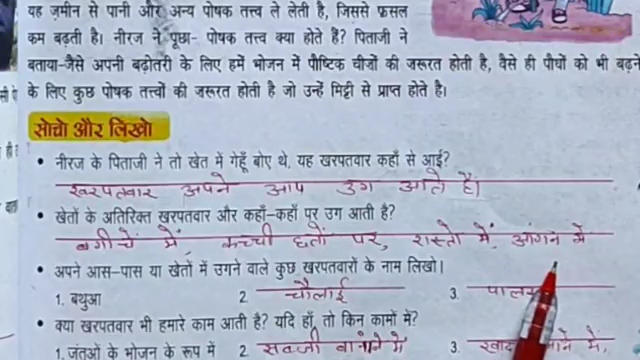 यह ज़मीन से पानी और अन्य पोषक तत्त्व ले लेती है, जिससे फ़सल
कम बढ़ती है। नीरज ने पूछा- पोषक तत्त्व क्या होते हैं? पिताजी ने
बताया-जैसे अपनी बढ़ोतरी के लिए हमें भोजन में पौष्टिक चीज़ों की जरूरत होती है, वैसे ही पौधों को भी बढ़ने
के लिए कुछ पोषक तत्त्वों की जरूरत होती है जो उन्हें मिट्टी से प्राप्त होते है।
सोचो और लिखो
• नीरज के पिताजी ने तो खेत में गेहूँ बोए थे, यह खरपतवार कहाँ से आई?
खरपतवार अपने आप उग आते है।
• खेतों के अतिरिक्त खरपतवार और कहाँ-कहाँ पर उग आती है?
बगीचें में, कच्ची छतों पर, रास्तो में, आंगन में
• अपने आस-पास या खेतों में उगने वाले कुछ खरपतवारों के नाम लिखो।
1. बथुआ 2. चौलाई 3. पालक
• क्या खरपतवार भी हमारे काम आती है? यदि हाँ, तो किन कामों में?
1. जंतुओं के भोजन के रूप में 2. सब्जी बनाने में 3. में,